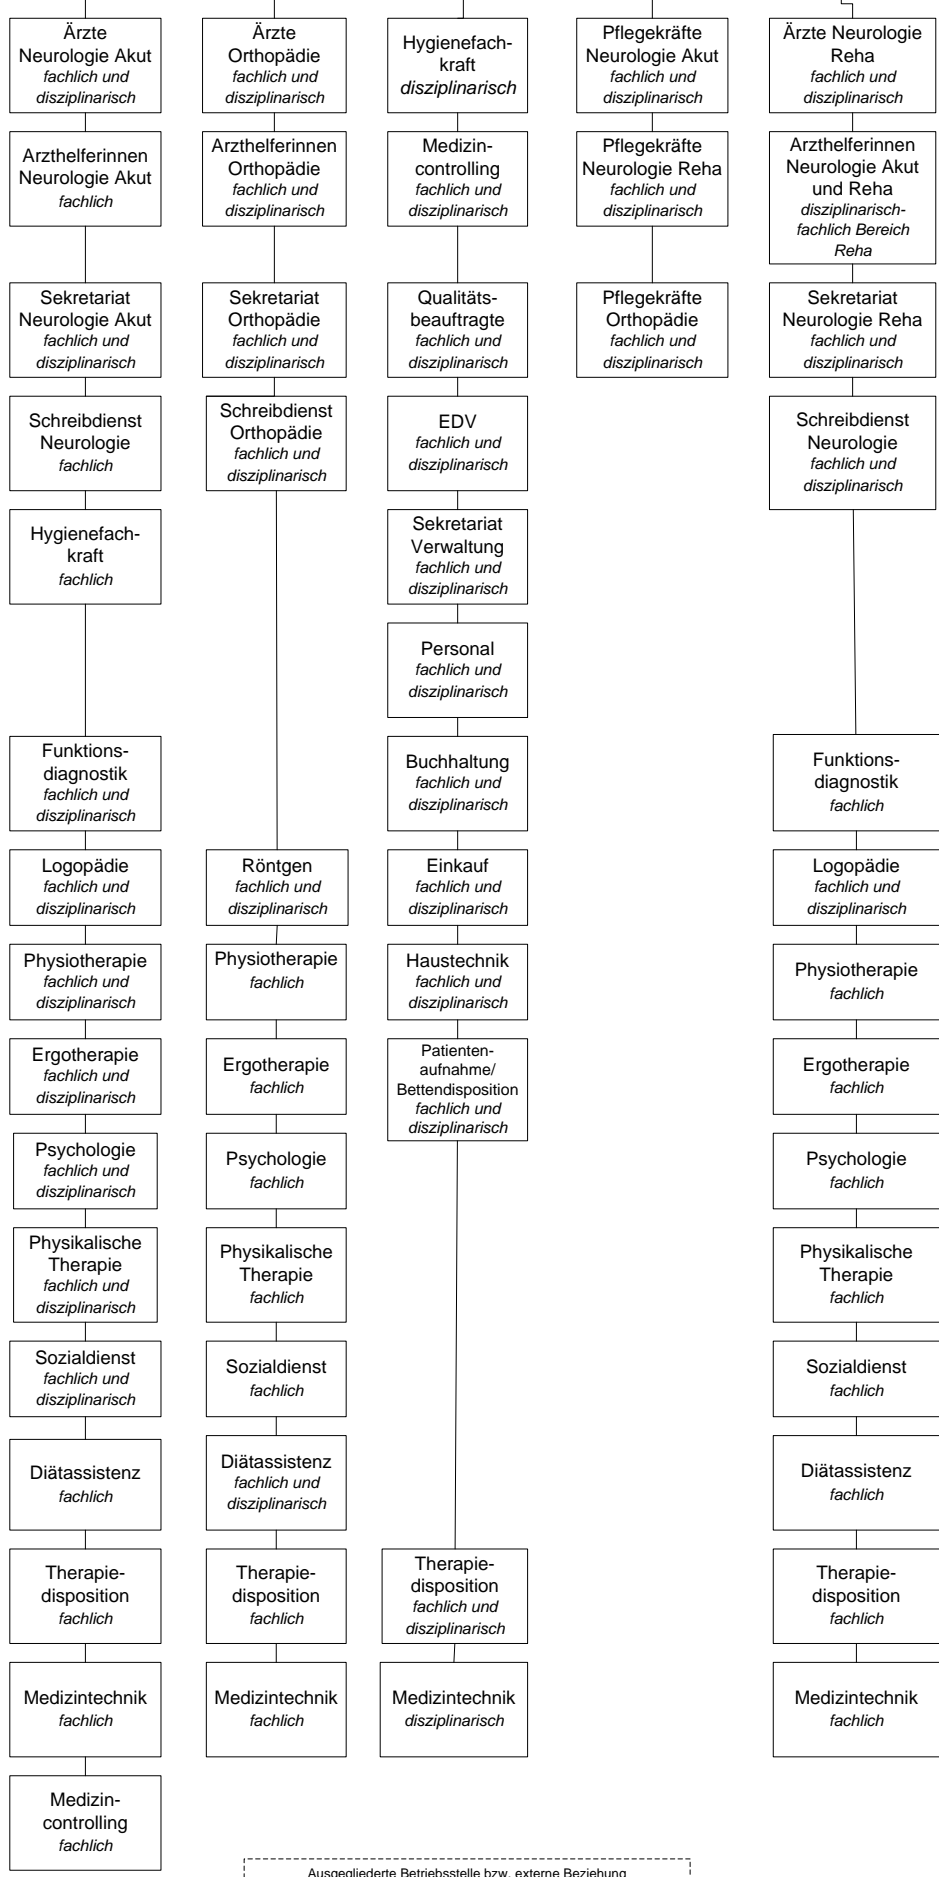 Ärzte
Neurologie Akut
fachlich und
disziplinarisch
Arzthelferinnen
Neurologie Akut
fachlich
Sekretariat
Neurologie Akut
fachlich und
disziplinarisch
Schreibdienst
Neurologie
fachlich
Hygienefach-
kraft
fachlich
Funktions-
diagnostik
fachlich und
disziplinarisch
Logopädie
fachlich und
disziplinarisch
Physiotherapie
fachlich und
disziplinarisch
Ergotherapie
fachlich und
disziplinarisch
Psychologie
fachlich und
disziplinarisch
Physikalische
Therapie
fachlich und
disziplinarisch
Sozialdienst
fachlich und
disziplinarisch
Diätassistenz
fachlich
Therapie-
disposition
fachlich
Medizintechnik
fachlich
Medizin-
controlling
fachlich
Ärzte
Orthopädie
fachlich und
disziplinarisch
Arzthelferinnen
Orthopädie
fachlich und
disziplinarisch
Sekretariat
Orthopädie
fachlich und
disziplinarisch
Schreibdienst
Orthopädie
fachlich und
disziplinarisch
Röntgen
fachlich und
disziplinarisch
Physiotherapie
fachlich
Ergotherapie
fachlich
Psychologie
fachlich
Physikalische
Therapie
fachlich
Sozialdienst
fachlich
Diätassistenz
fachlich und
disziplinarisch
Therapie-
disposition
fachlich
Medizintechnik
fachlich
Hygienefach-
kraft
disziplinarisch
Medizin-
controlling
fachlich und
disziplinarisch
Qualitäts-
beauftragte
fachlich und
disziplinarisch
EDV
fachlich und
disziplinarisch
Sekretariat
Verwaltung
fachlich und
disziplinarisch
Personal
fachlich und
disziplinarisch
Buchhaltung
fachlich und
disziplinarisch
Einkauf
fachlich und
disziplinarisch
Haustechnik
fachlich und
disziplinarisch
Patienten-
aufnahme/
Bettendisposition
fachlich und
disziplinarisch
Therapie-
disposition
fachlich und
disziplinarisch
Medizintechnik
disziplinarisch
Pflegekräfte
Neurologie Akut
fachlich und
disziplinarisch
Pflegekräfte
Neurologie Reha
fachlich und
disziplinarisch
Pflegekräfte
Orthopädie
fachlich und
disziplinarisch
Ärzte Neurologie
Reha
fachlich und
disziplinarisch
Arzthelferinnen
Neurologie Akut
und Reha
disziplinarisch-
fachlich Bereich
Reha
Sekretariat
Neurologie Reha
fachlich und
disziplinarisch
Schreibdienst
Neurologie
fachlich und
disziplinarisch
Funktions-
diagnostik
fachlich
Logopädie
fachlich und
disziplinarisch
Physiotherapie
fachlich
Ergotherapie
fachlich
Psychologie
fachlich
Physikalische
Therapie
fachlich
Sozialdienst
fachlich
Diätassistenz
fachlich
Therapie-
disposition
fachlich
Medizintechnik
fachlich
Ausgegliederte Betriebsstelle bzw. externe Beziehung